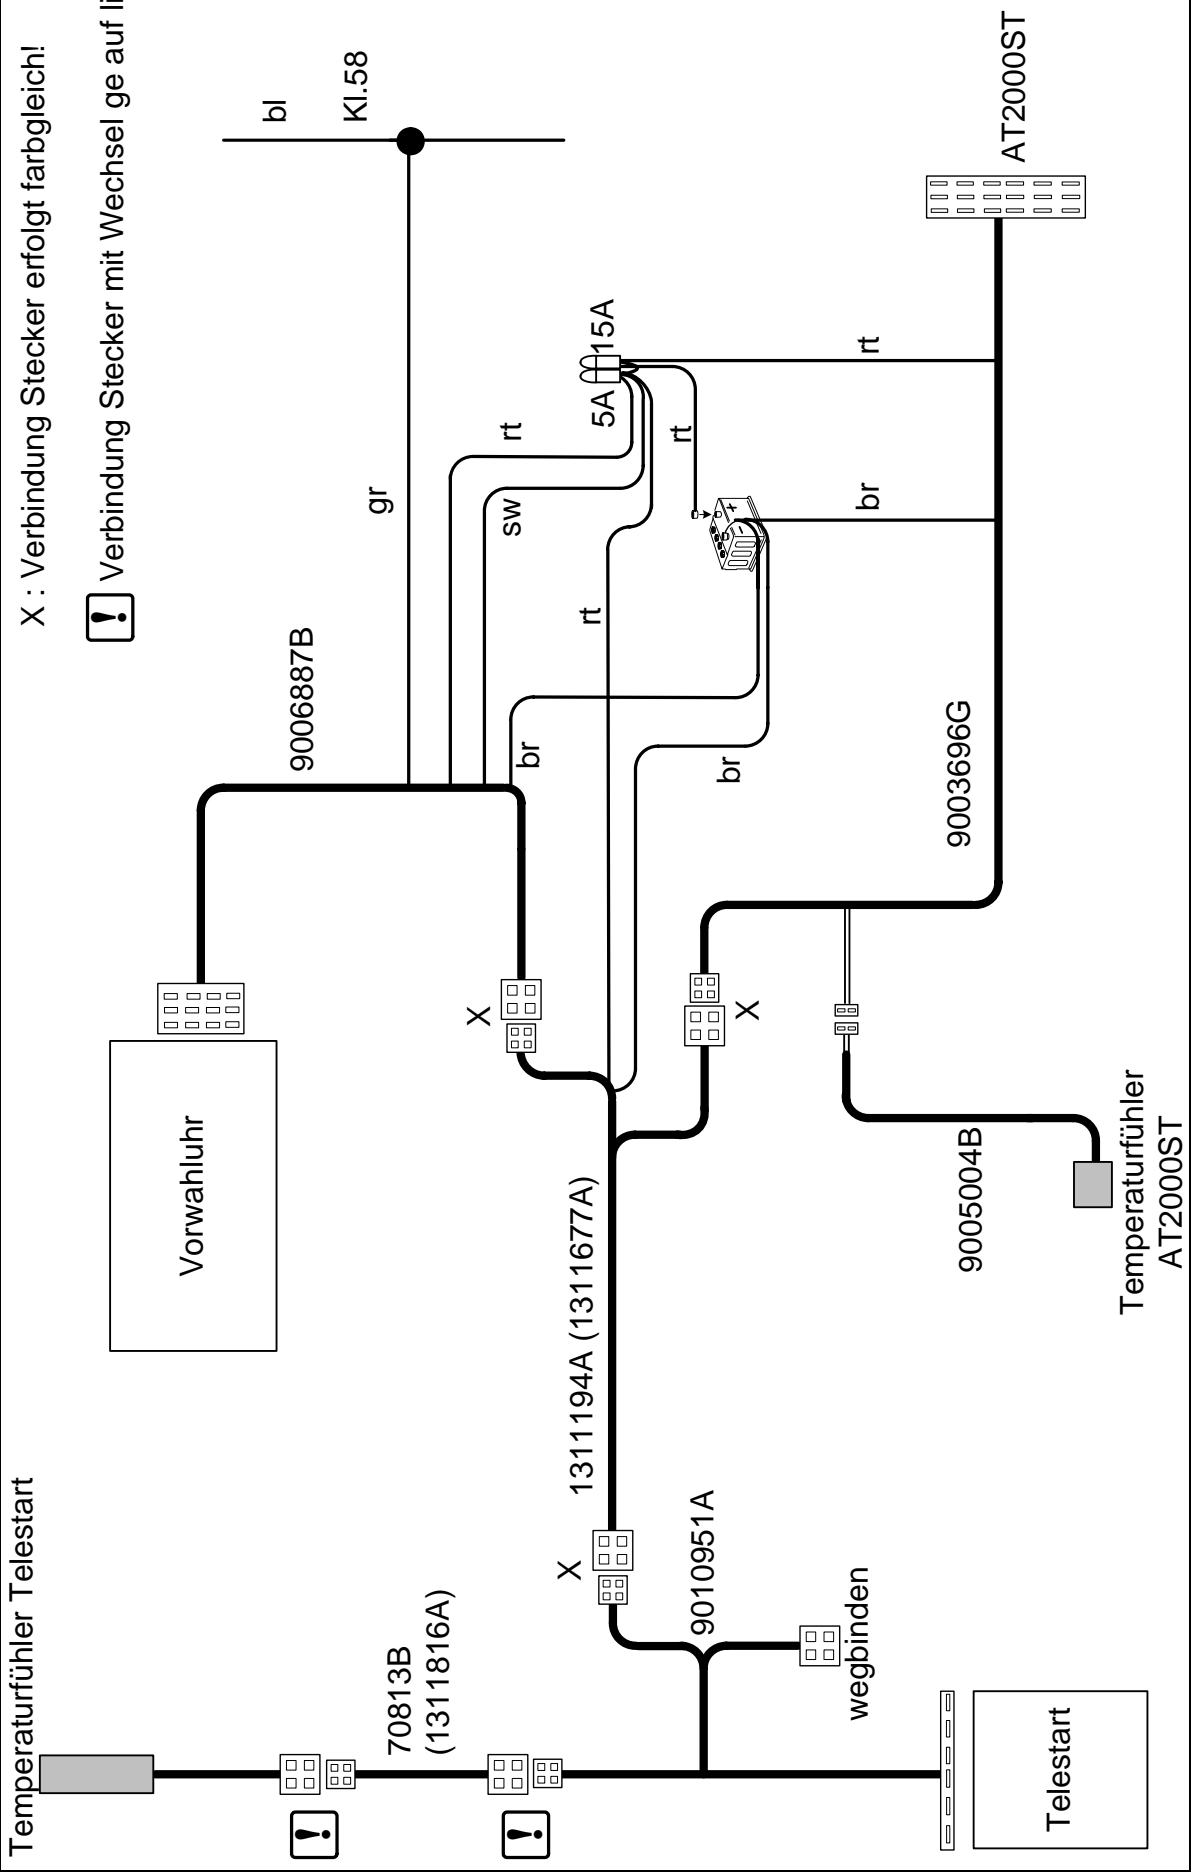 X : Verbindung Stecker erfolgt farbgleich!
Verbindung Stecker mit Wechsel ge auf
Temperaturfühler Telestart
Vorwahluhr
9006887B
bl
Kl.58
gr
70813B
(1311816A)
X
X
br
sw
rt
1311194A (1311677A)
rt
5A
15A
9010951A
X
br
rt
wegbinden
br
rt
9003696G
AT2000ST
Telestart
9005004B
Temperaturfühler
AT2000ST